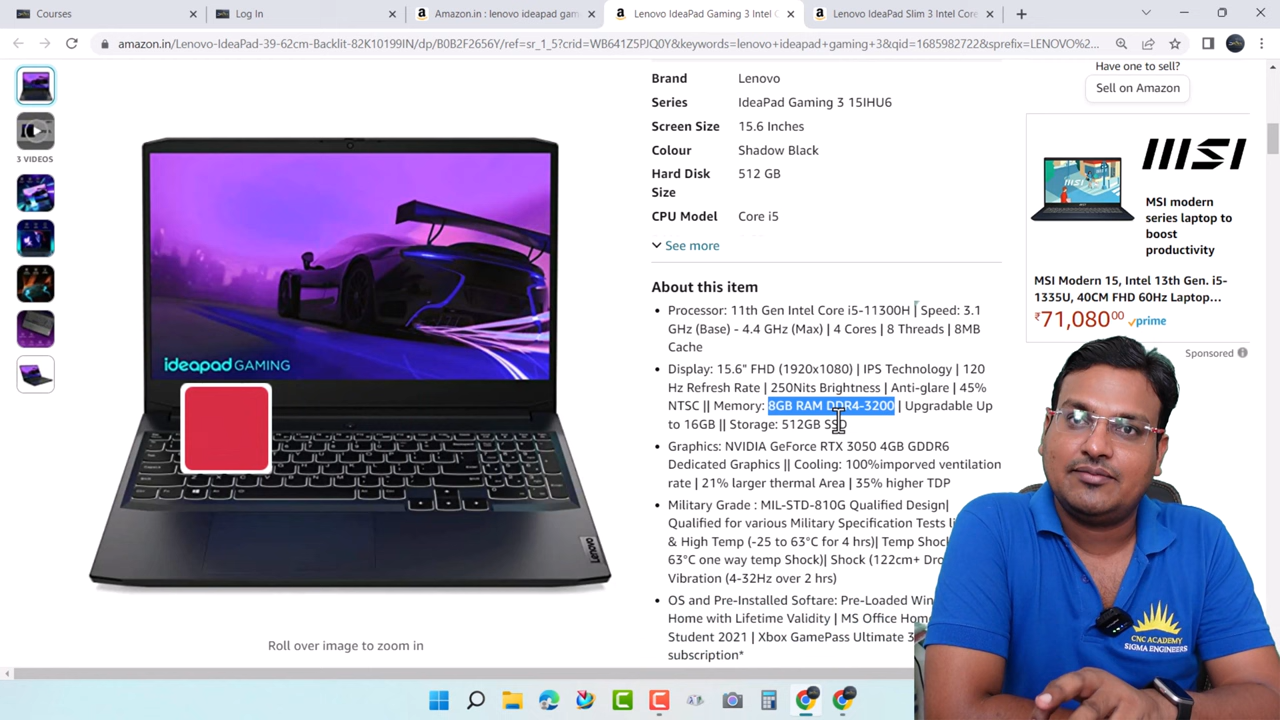 Courses
Log In
Amazon.in : lenovo ideapad gam
Lenovo IdeaPad Gaming 3 Intel C
Lenovo IdeaPad Slim 3 Intel Core
amazon.in/Lenovo-IdeaPad-39-62cm-Backlit-82K10199IN/dp/B0B2F2656Y/ref=sr_1_5?crid=WB641Z5PJQ0Y&keywords=lenovo+ideapad+gaming+3&qid=1685982722&sprefix=LENOVO%2...
3 VIDEOS
ideapad GAMING
Lenovo
Roll over image to zoom in
Brand Lenovo
Series IdeaPad Gaming 3 15IHU6
Screen Size 15.6 Inches
Colour Shadow Black
Hard Disk 512 GB
Size
CPU Model Core i5
See more
About this item
Processor: 11th Gen Intel Core i5-11300H | Speed: 3.1
GHz (Base) - 4.4 GHz (Max) | 4 Cores | 8 Threads | 8MB
Cache
Display: 15.6" FHD (1920x1080) | IPS Technology | 120
Hz Refresh Rate | 250Nits Brightness | Anti-glare | 45%
NTSC || Memory: 8GB RAM DDR4-3200 | Upgradable Up
to 16GB || Storage: 512GB SSD
Graphics: NVIDIA GeForce RTX 3050 4GB GDDR6
Dedicated Graphics || Cooling: 100%imporved ventilation
rate | 21% larger thermal Area | 35% higher TDP
Military Grade : MIL-STD-810G Qualified Design|
Qualified for various Military Specification Tests li
& High Temp (-25 to 63°C for 4 hrs)| Temp Shock
63°C one way temp Shock)| Shock (122cm+ Dro
Vibration (4-32Hz over 2 hrs)
OS and Pre-Installed Softare: Pre-Loaded Win
Home with Lifetime Validity | MS Office Hom
Student 2021 | Xbox GamePass Ultimate 3
subscription*
Have one to sell?
Sell on Amazon
MSI
MSI modern
series laptop to
boost
productivity
MSI Modern 15, Intel 13th Gen. i5-
1335U, 40CM FHD 60Hz Laptop...
₹71,080⁰⁰ prime
Sponsored
CNC ACADEMY
SIGMA ENGINEERS